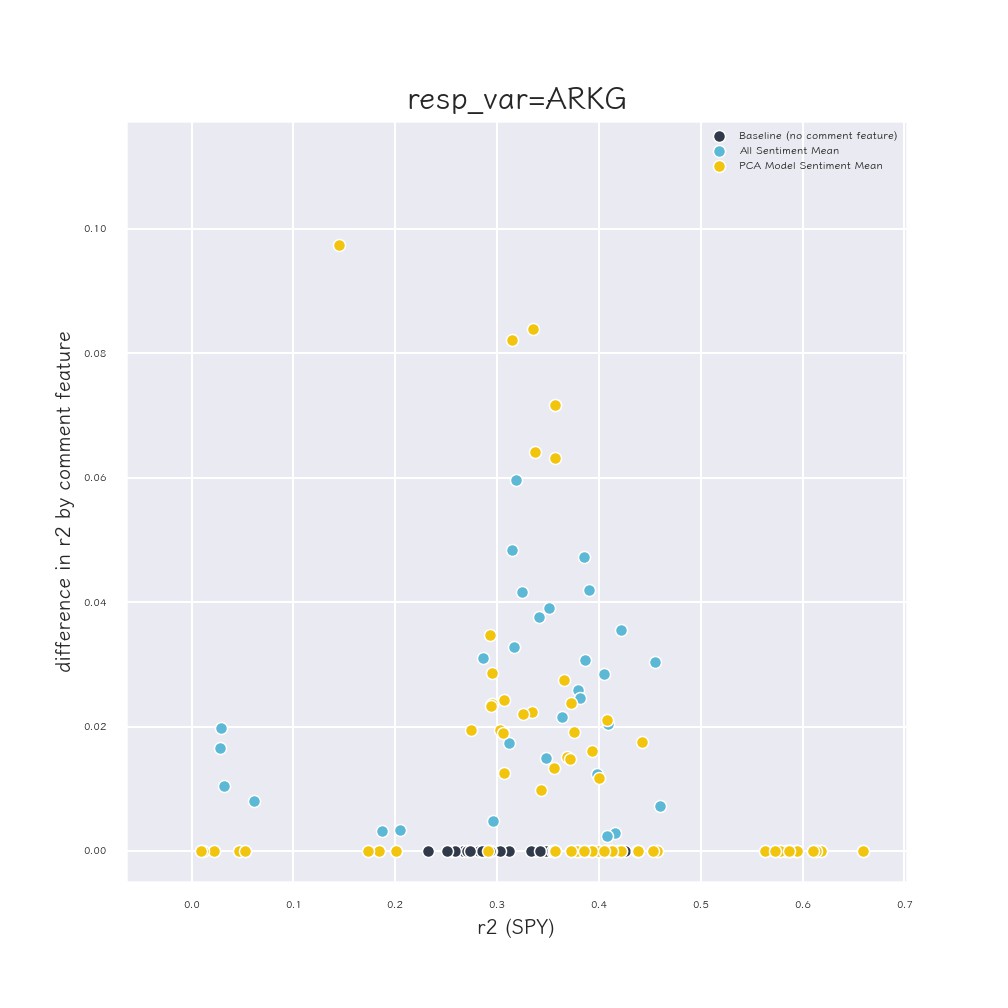 resp_var=ARKG
Baseline (no comment feature)
All Sentiment Mean
PCA Model Sentiment Mean
difference in r2 by comment feature
0.10
0.08
0.06
0.04
0.02
0.00
0.0 0.1 0.2 0.3 0.4 0.5 0.6 0.7
r2 (SPY)